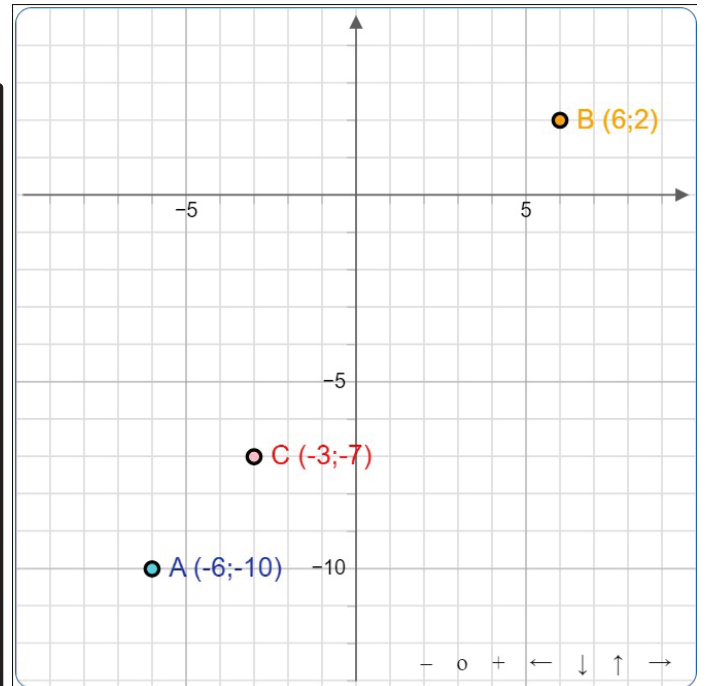 B (6;2)
−5
5
−5
C (-3;-7)
A (-6;-10)
−10
− o + ← ↓ ↑ →